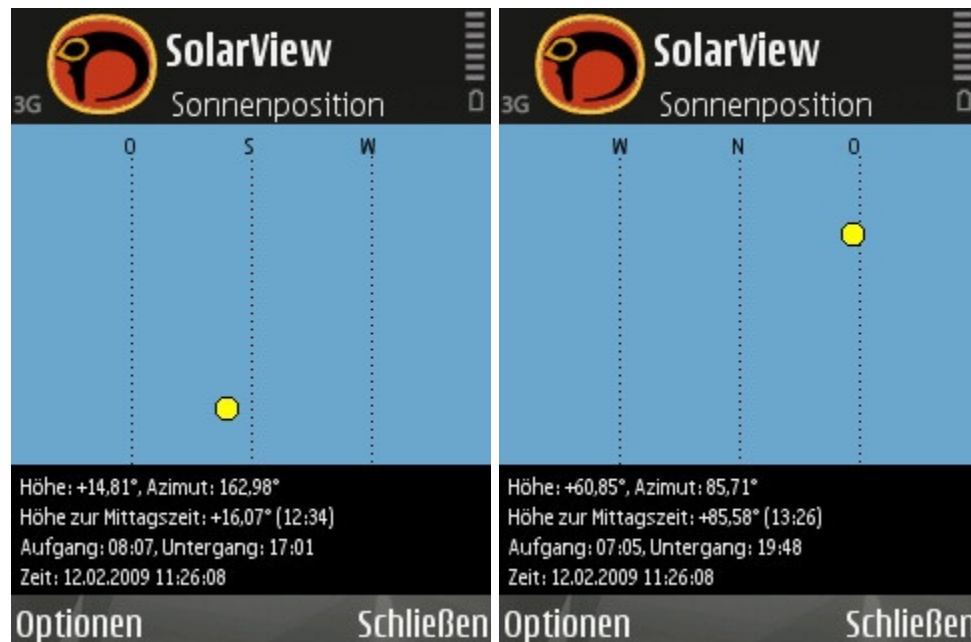 SolarView
3G Sonnenposition
O S W
Höhe: +14,81°, Azimut: 162,98°
Höhe zur Mittagszeit: +16,07° (12:34)
Aufgang: 08:07, Untergang: 17:01
Zeit: 12.02.2009 11:26:08
Optionen Schließen
SolarView
3G Sonnenposition
W N O
Höhe: +60,85°, Azimut: 85,71°
Höhe zur Mittagszeit: +85,58° (13:26)
Aufgang: 07:05, Untergang: 19:48
Zeit: 12.02.2009 11:26:08
Optionen Schließen